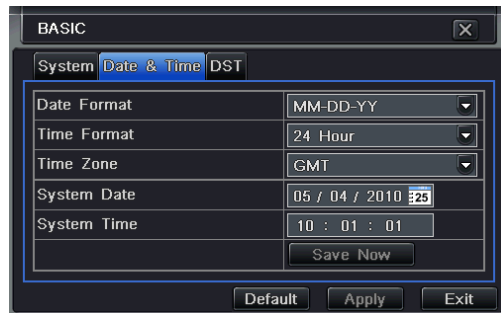 BASIC
System Date & Time DST
Date Format MM-DD-YY
Time Format 24 Hour
Time Zone GMT
System Date 05 / 04 / 2010 25
System Time 10 : 01 : 01
Save Now
Default Apply Exit